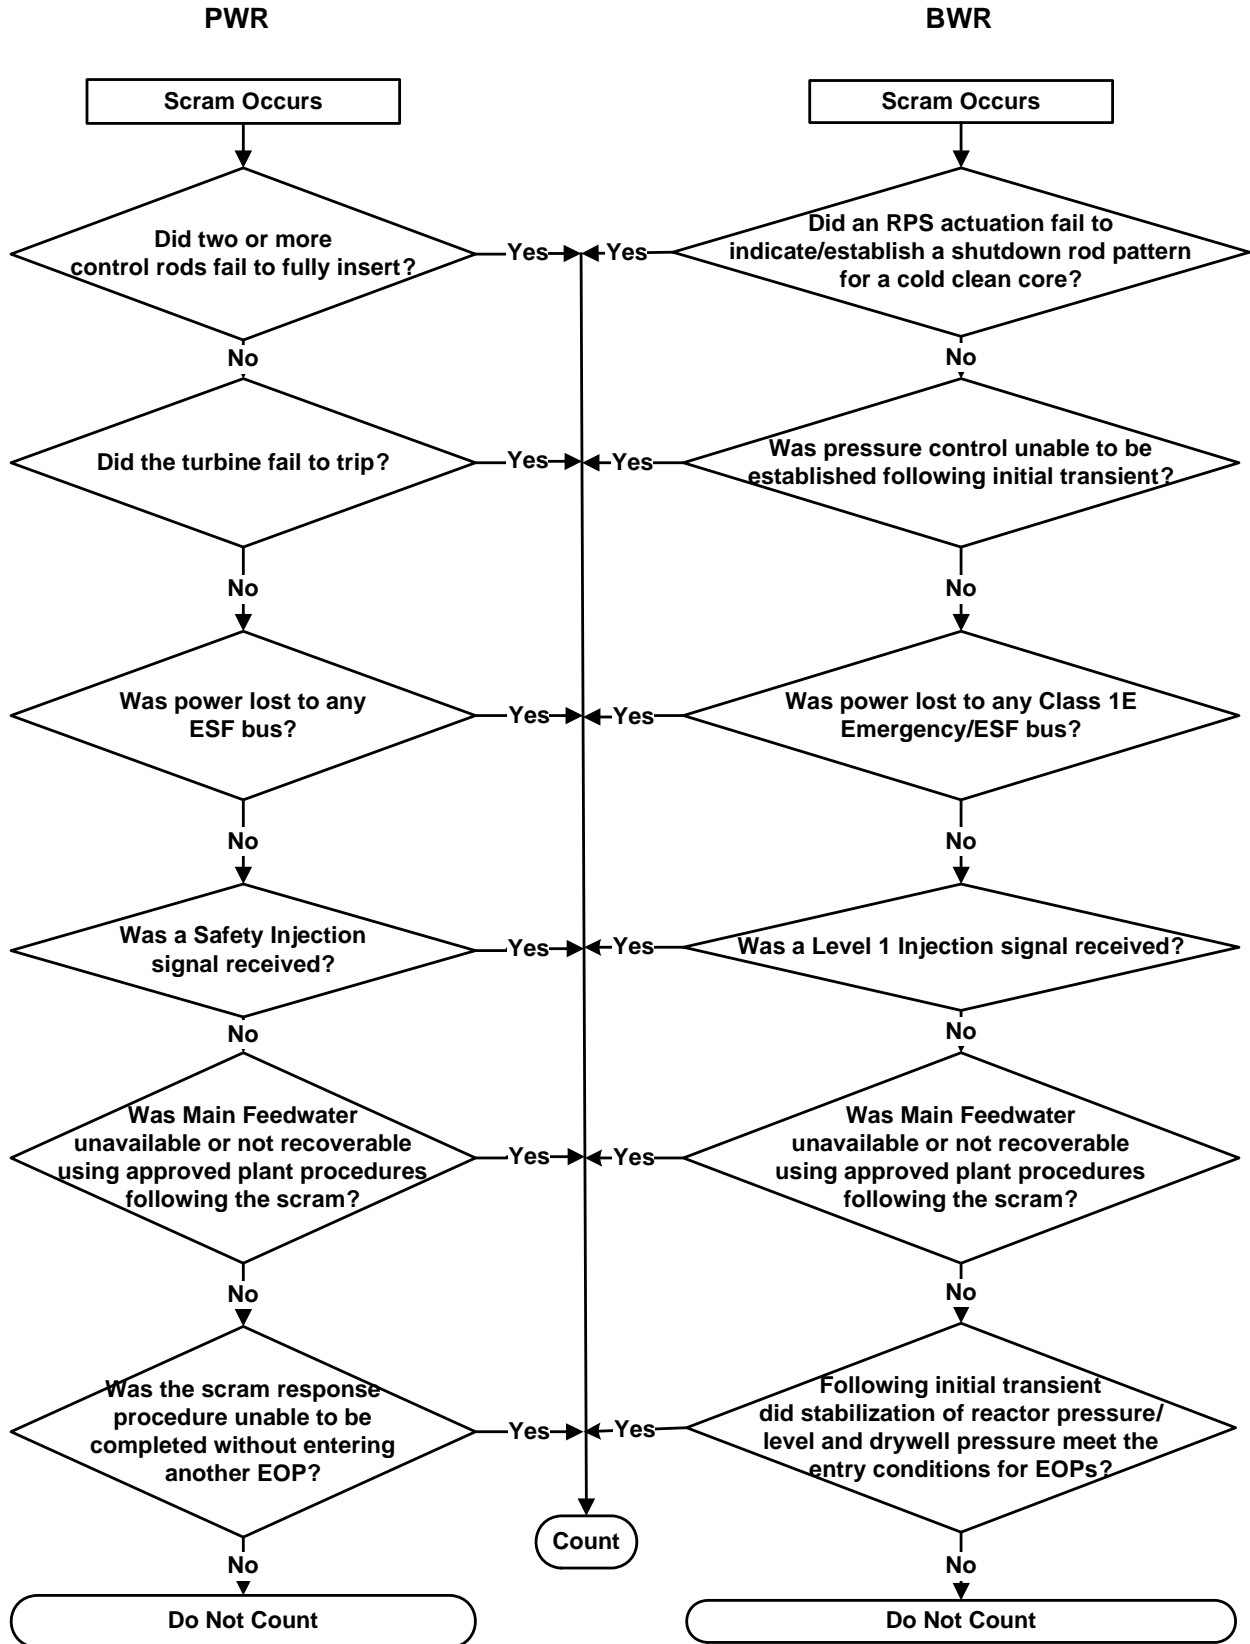 PWR
BWR
Scram Occurs
Scram Occurs
Did two or more
control rods fail to fully insert?
Yes
Yes
Did an RPS actuation fail to
indicate/establish a shutdown rod pattern
for a cold clean core?
No
No
Did the turbine fail to trip?
Yes
Yes
Was pressure control unable to be
established following initial transient?
No
No
Was power lost to any
ESF bus?
Yes
Yes
Was power lost to any Class 1E
Emergency/ESF bus?
No
No
Was a Safety Injection
signal received?
Yes
Yes
Was a Level 1 Injection signal received?
No
No
Was Main Feedwater
unavailable or not recoverable
using approved plant procedures
following the scram?
Yes
Yes
Was Main Feedwater
unavailable or not recoverable
using approved plant procedures
following the scram?
No
No
Was the scram response
procedure unable to be
completed without entering
another EOP?
Yes
Yes
Following initial transient
did stabilization of reactor pressure/
level and drywell pressure meet the
entry conditions for EOPs?
Count
No
No
Do Not Count
Do Not Count